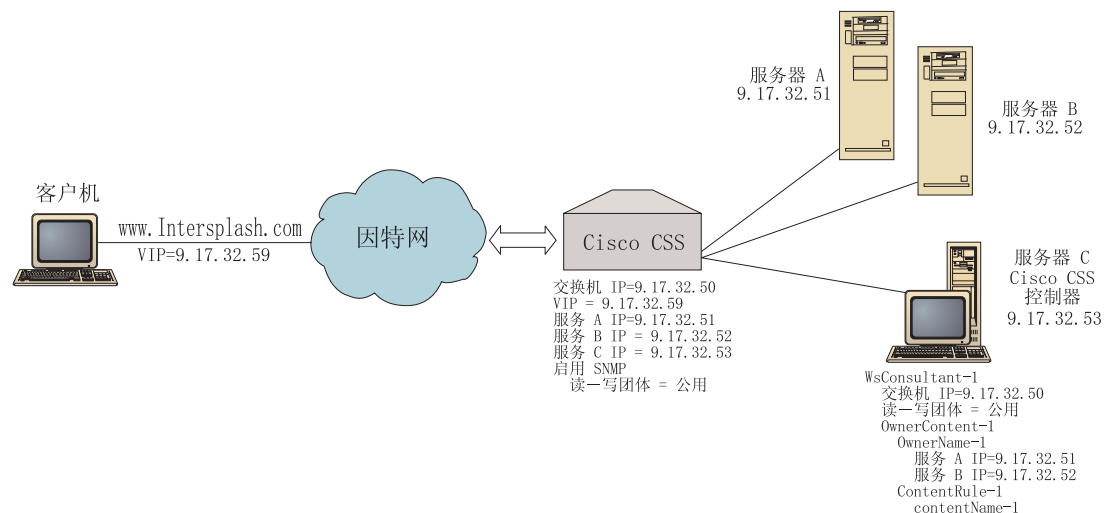 客户机
www.Intersplash.com
VIP=9.17.32.59
因特网
Cisco CSS
交换机 IP=9.17.32.50
VIP = 9.17.32.59
服务 A IP=9.17.32.51
服务 B IP = 9.17.32.52
服务 C IP = 9.17.32.53
启用 SNMP
读—写团体 = 公用
服务器 A
9.17.32.51
服务器 B
9.17.32.52
服务器 C
Cisco CSS
控制器
9.17.32.53
WsConsultant-1
交换机 IP=9.17.32.50
读—写团体 = 公用
OwnerContent-1
OwnerName-1
服务 A IP=9.17.32.51
服务 B IP=9.17.32.52
ContentRule-1
contentName-1